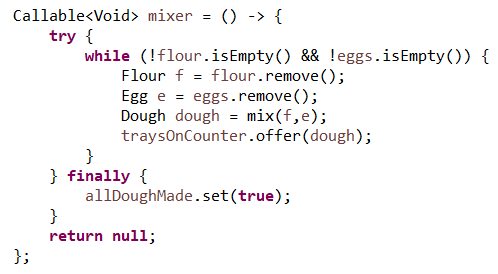 Callable<Void> mixer = () -> {
    try {
        while (!flour.isEmpty() && !eggs.isEmpty()) {
            Flour f = flour.remove();
            Egg e = eggs.remove();
            Dough dough = mix(f,e);
            traysOnCounter.offer(dough);
        }
    } finally {
        allDoughMade.set(true);
    }
    return null;
};